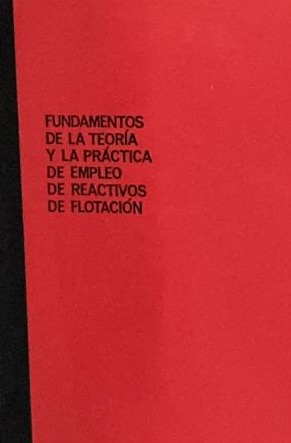 FUNDAMENTOS
DE LA TEORÍA
Y LA PRÁCTICA
DE EMPLEO
DE REACTIVOS
DE FLOTACIÓN